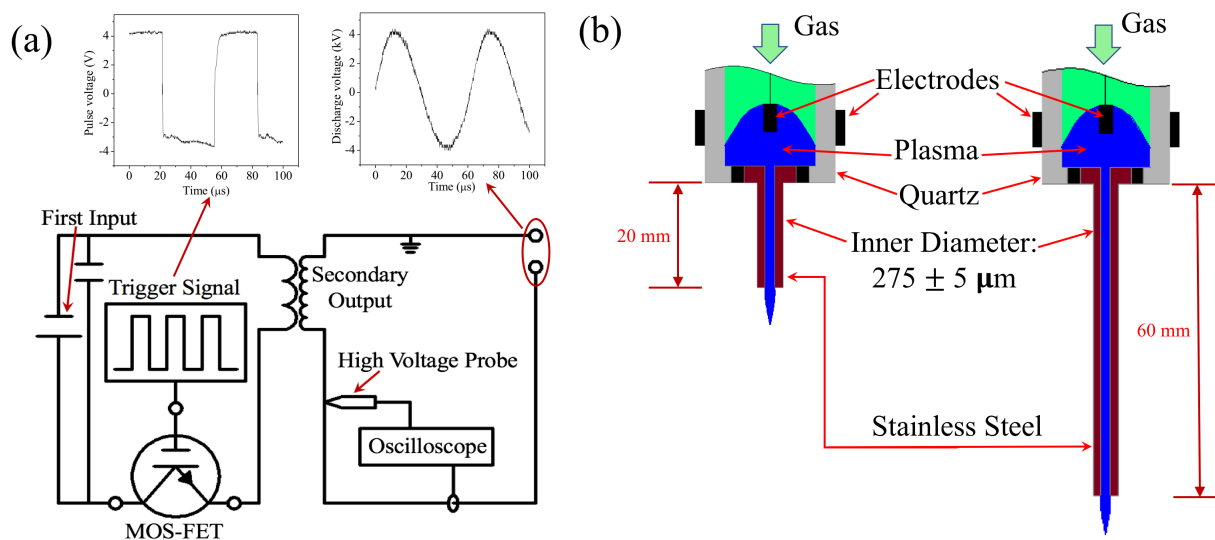 (a)
Pulse voltage (V)
4
2
0
-2
-4
0 20 40 60 80 100
Time (μs)
Discharge voltage (kV)
4
2
0
-2
-4
0 20 40 60 80 100
Time (μs)
First Input
Trigger Signal
Secondary
Output
High Voltage Probe
Oscilloscope
MOS-FET
(b)
Gas
Gas
Electrodes
Plasma
Quartz
20 mm
Inner Diameter:
275 ± 5 μm
60 mm
Stainless Steel